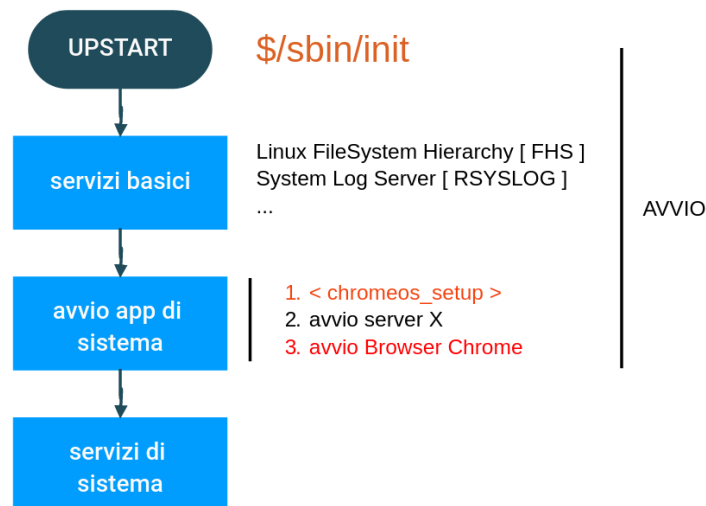 UPSTART
$/sbin/init
servizi basici
Linux FileSystem Hierarchy [ FHS ]
System Log Server [ RSYSLOG ]
...
AVVIO
avvio app di
sistema
1. < chromeos_setup >
2. avvio server X
3. avvio Browser Chrome
servizi di
sistema